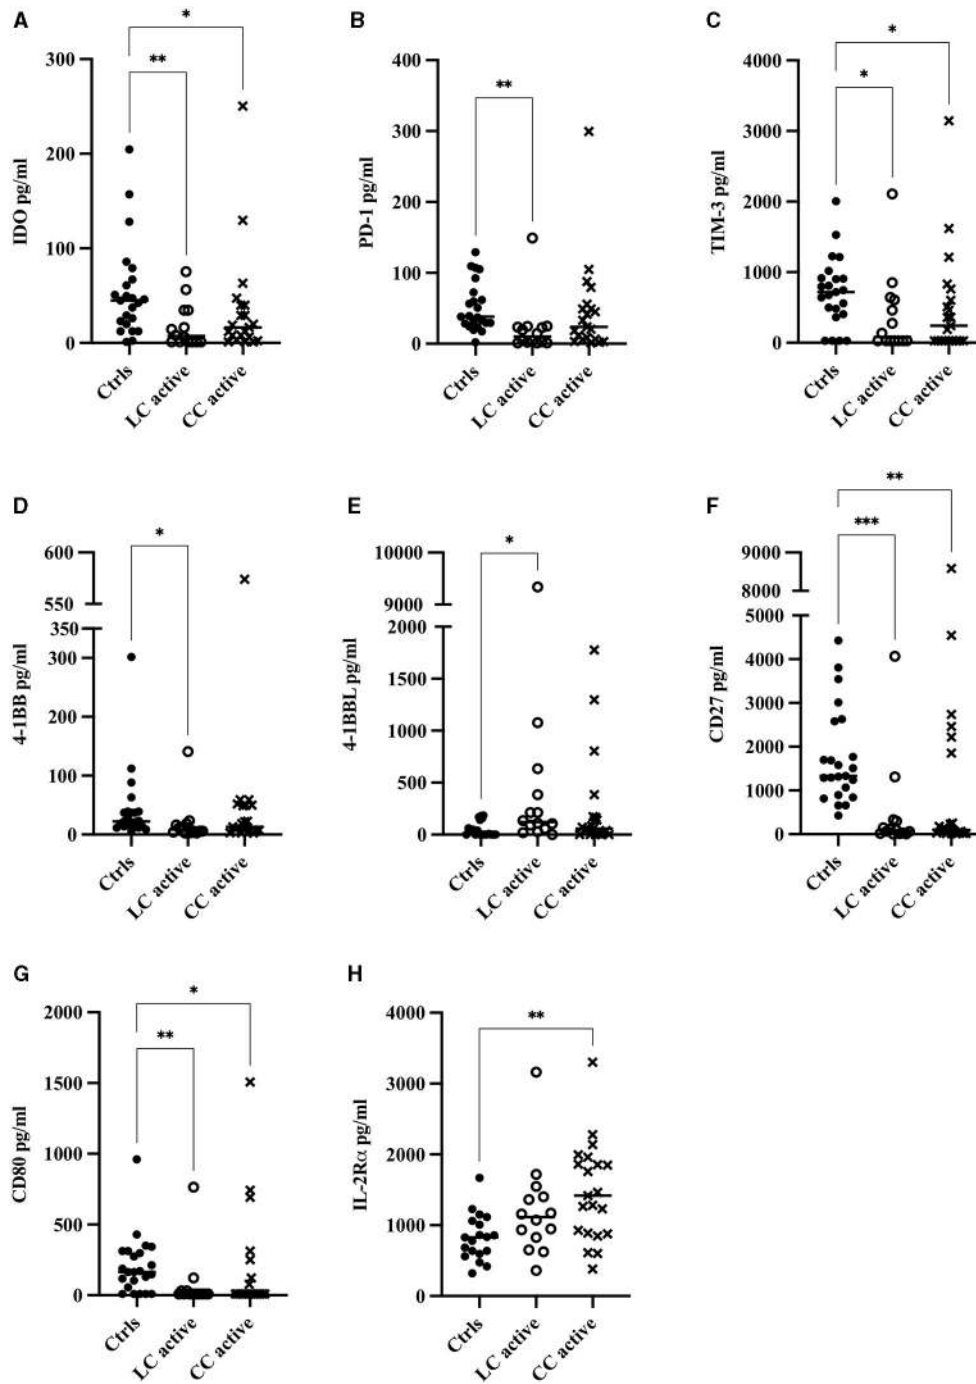 A
B
C
*
**
300
200
100
0
IDO pg/ml
Ctrls
LC active
CC active
**
400
300
200
100
0
PD-1 pg/ml
Ctrls
LC active
CC active
*
*
4000
3000
2000
1000
0
TIM-3 pg/ml
Ctrls
LC active
CC active
D
E
F
*
600
550
350
300
200
100
0
4-1BB pg/ml
Ctrls
LC active
CC active
*
10000
9000
2000
1500
1000
500
0
4-1BBL pg/ml
Ctrls
LC active
CC active
**
***
9000
8000
5000
4000
3000
2000
1000
0
CD27 pg/ml
Ctrls
LC active
CC active
G
H
*
**
2000
1500
1000
500
0
CD80 pg/ml
Ctrls
LC active
CC active
**
4000
3000
2000
1000
0
IL-2Rα pg/ml
Ctrls
LC active
CC active